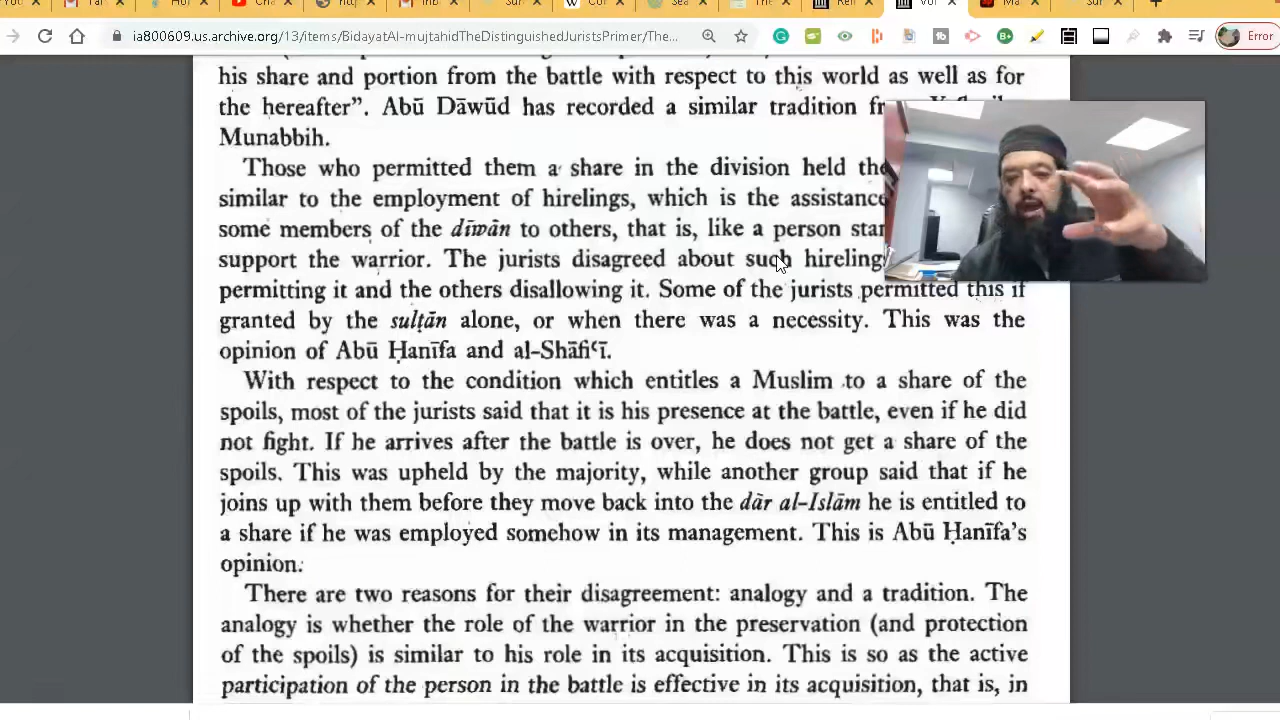 ia800609.us.archive.org/13/items/BidayatAl-mujtahidTheDistinguishedJuristsPrimer/The...
Error
his share and portion from the battle with respect to this world as well as for
the hereafter”. Abū Dāwūd has recorded a similar tradition
Munabbih.
Those who permitted them a share in the division held
similar to the employment of hirelings, which is the assistance
some members of the dīwān to others, that is, like a person
support the warrior. The jurists disagreed about such
permitting it and the others disallowing it. Some of the jurists permitted this if
granted by the sulṭān alone, or when there was a necessity. This was the
opinion of Abū Ḥanīfa and al-Shāfiʿī.
With respect to the condition which entitles a Muslim to a share of the
spoils, most of the jurists said that it is his presence at the battle, even if he did
not fight. If he arrives after the battle is over, he does not get a share of the
spoils. This was upheld by the majority, while another group said that if he
joins up with them before they move back into the dār al-Islām he is entitled to
a share if he was employed somehow in its management. This is Abū Ḥanīfa's
opinion.
There are two reasons for their disagreement: analogy and a tradition. The
analogy is whether the role of the warrior in the preservation (and protection
of the spoils) is similar to his role in its acquisition. This is so as the active
participation of the person in the battle is effective in its acquisition, that is, in